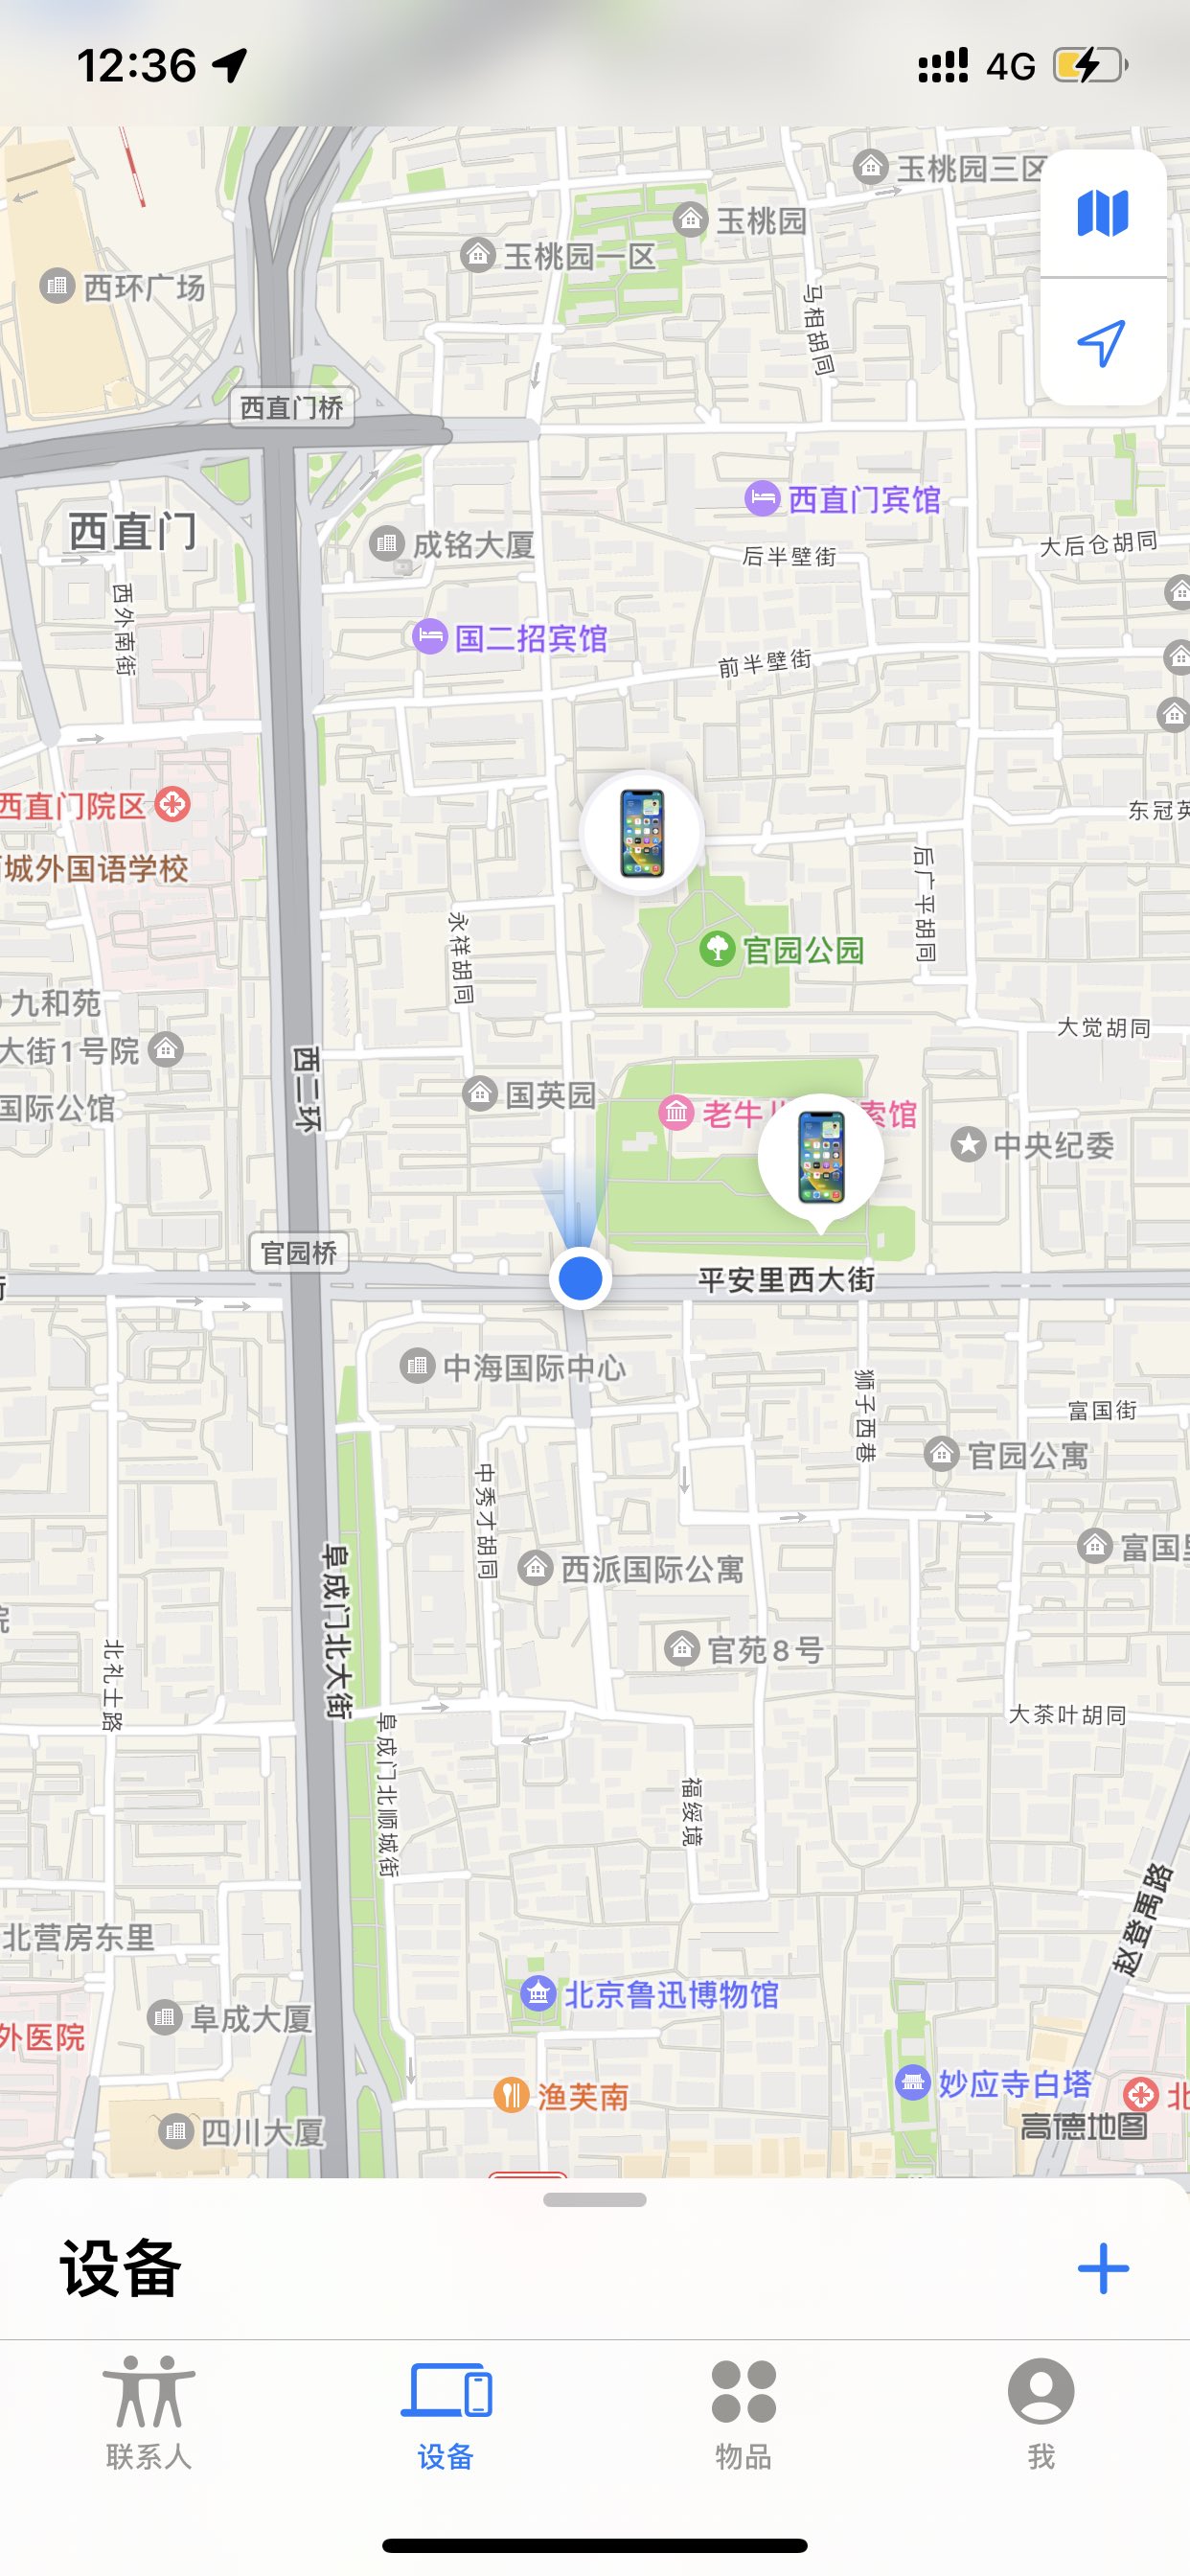 12:36
4G
玉桃园三区
玉桃园
玉桃园一区
西环广场
马相胡同
西直门桥
西直门宾馆
西直门
成铭大厦
后半壁街
大后仓胡同
西外南街
国二招宾馆
前半壁街
西直门院区
东冠英
城外国语学校
后广平胡同
永祥胡同
官园公园
九和苑
大街1号院
大觉胡同
西二环
国英园
国际公馆
老牛
索馆
中央纪委
官园桥
平安里西大街
中海国际中心
狮子西巷
富国街
官园公寓
中秀才胡同
富国里
西派国际公寓
阜成门北大街
官苑8号
北礼士路
大茶叶胡同
阜成门北顺城街
福绥境
赵登禹路
北营房东里
北京鲁迅博物馆
阜成大厦
外医院
妙应寺白塔
渔芙南
北
高德地图
四川大厦
设备
联系人
设备
物品
我